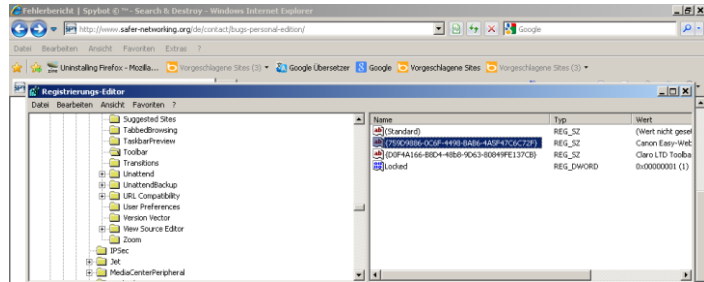 Fehlerbericht | Spybot © ™- Search & Destroy - Windows Internet Explorer
http://www.safer-networking.org/de/contact/bugs-personal-edition/
Google
Datei Bearbeiten Ansicht Favoriten Extras ?
Uninstaling Firefox - Mozilla... Vorgeschlagene Sites (3) Google Übersetzer Google Vorgeschlagene Sites Vorgeschlagene Sites (3)
Registrierungs-Editor
Datei Bearbeiten Ansicht Favoriten ?
Suggested Sites
TabbedBrowsing
TaskbarPreview
Toolbar
Transitions
Unattend
UnattendBackup
URL Compatibility
User Preferences
Version Vector
View Source Editor
Zoom
IPSec
Jet
MediaCenterPeripheral
Name Typ Wert
(Standard) REG_SZ (Wert nicht geset
{759D9886-0C6F-4498-BAB6-4A5F47C6C72F} REG_SZ Canon Easy-Web
{D0F4A166-B8D4-48b8-9D63-80849FE137CB} REG_SZ Claro LTD Toolba
Locked REG_DWORD 0x00000001 (1)